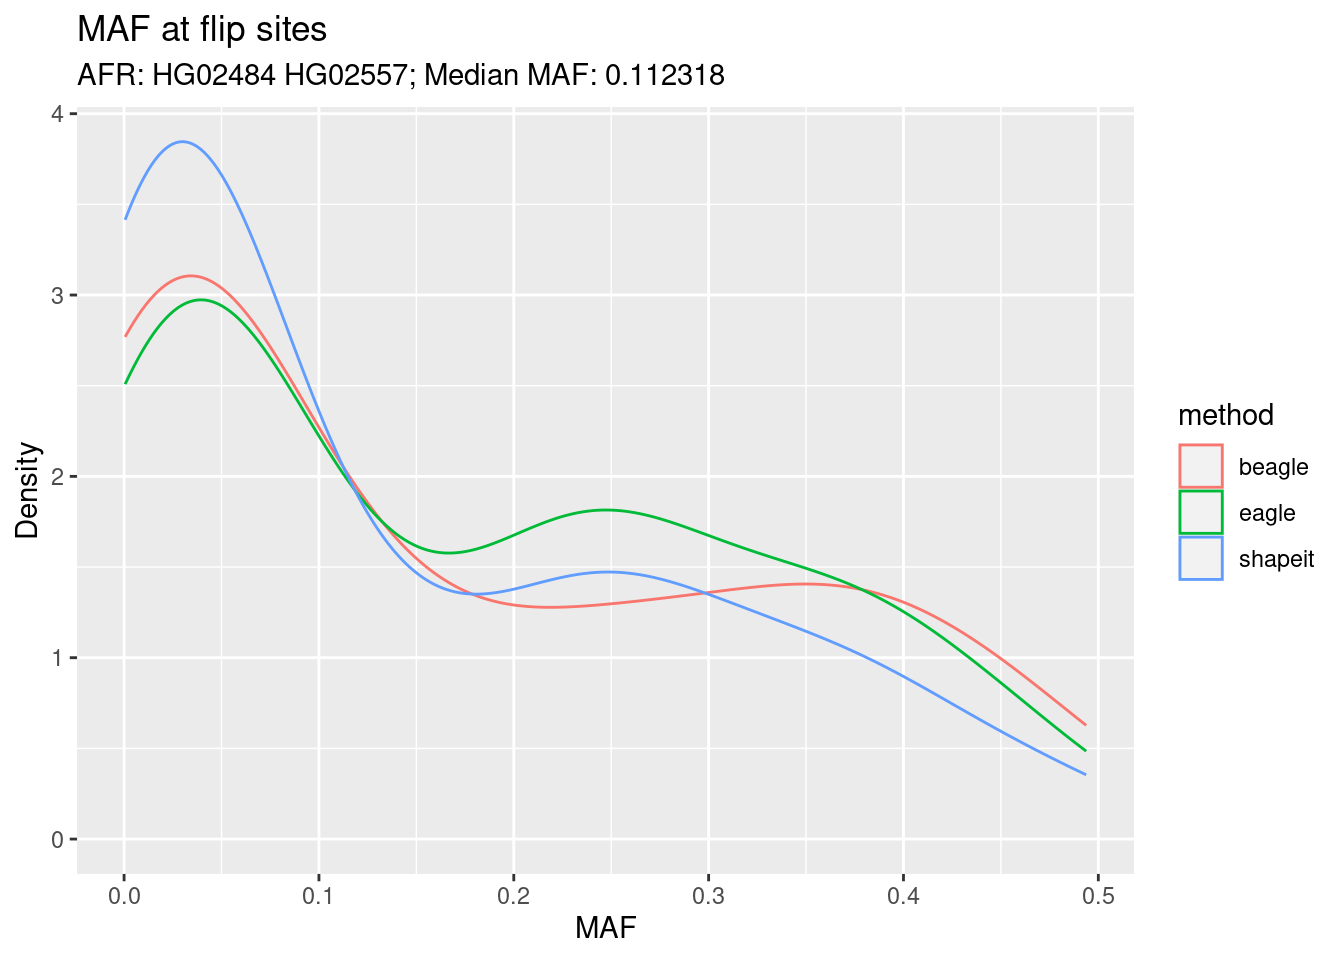 MAF at flip sites
AFR: HG02484 HG02557; Median MAF: 0.112318
4
3
2
1
0
Density
0.0 0.1 0.2 0.3 0.4 0.5
MAF
method
beagle
eagle
shapeit